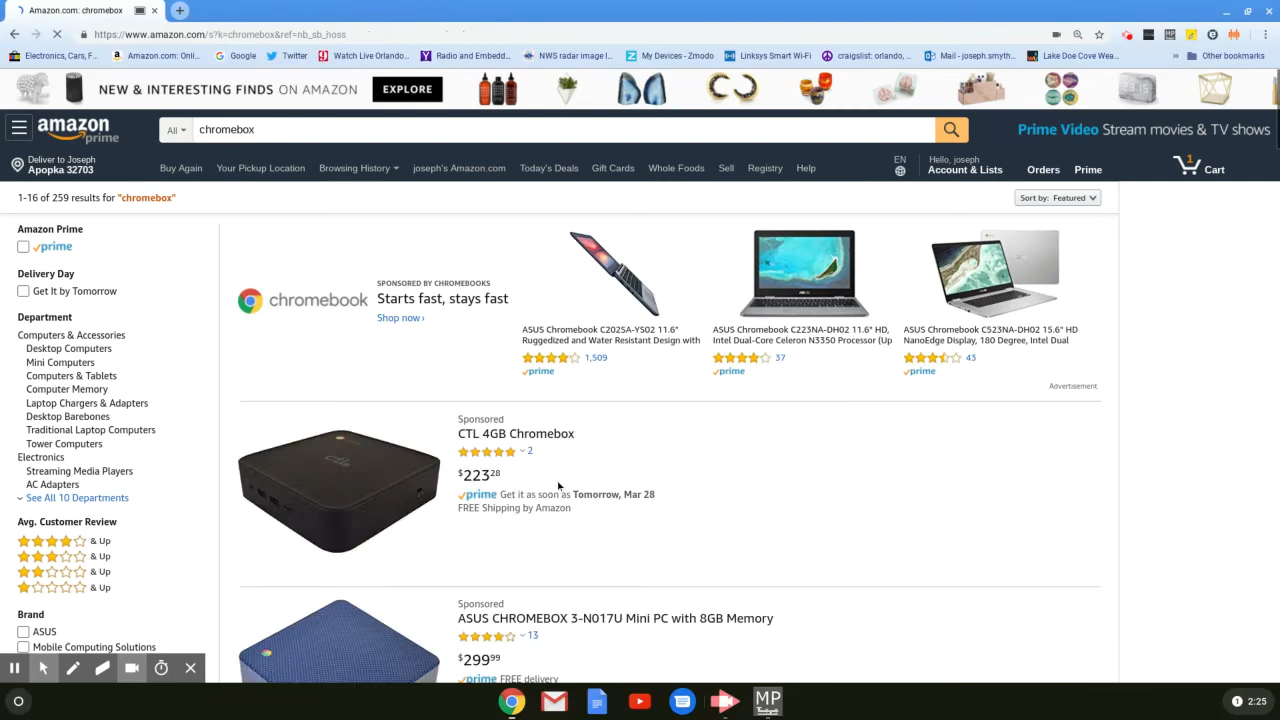 Amazon.com: chromebox
https://www.amazon.com/s?k=chromebox&ref=nb_sb_hoss
Electronics, Cars, F...
Amazon.com: Onli...
Google
Twitter
Watch Live Orlando...
Radio and Embedd...
NWS radar image l...
My Devices - Zmodo
Linksys Smart Wi-Fi
craigslist: orlando, ...
Mail - joseph.smyth...
Lake Doe Cove Wea...
» Other bookmarks
NEW & INTERESTING FINDS ON AMAZON EXPLORE
amazon prime
All chromebox
Prime Video Stream movies & TV shows
Deliver to Joseph
Apopka 32703
Buy Again Your Pickup Location Browsing History joseph's Amazon.com Today's Deals Gift Cards Whole Foods Sell Registry Help
EN
Hello, joseph
Account & Lists
Orders
Prime
1
Cart
1-16 of 259 results for "chromebox"
Sort by: Featured
Amazon Prime
prime
Delivery Day
Get It by Tomorrow
Department
Computers & Accessories
Desktop Computers
Mini Computers
Computers & Tablets
Computer Memory
Laptop Chargers & Adapters
Desktop Barebones
Traditional Laptop Computers
Tower Computers
Electronics
Streaming Media Players
AC Adapters
See All 10 Departments
Avg. Customer Review
& Up
& Up
& Up
& Up
Brand
ASUS
Mobile Computing Solutions
chromebook
SPONSORED BY CHROMEBOOKS
Starts fast, stays fast
Shop now ›
ASUS Chromebook C202SA-YS02 11.6"
Ruggedized and Water Resistant Design with
1,509
prime
ASUS Chromebook C223NA-DH02 11.6" HD,
Intel Dual-Core Celeron N3350 Processor (Up
37
prime
ASUS Chromebook C523NA-DH02 15.6" HD
NanoEdge Display, 180 Degree, Intel Dual
43
prime
Advertisement
Sponsored
CTL 4GB Chromebox
2
$223 28
prime Get it as soon as Tomorrow, Mar 28
FREE Shipping by Amazon
ctl
Sponsored
ASUS CHROMEBOX 3-N017U Mini PC with 8GB Memory
13
$299 99
prime FREE delivery
MP
1 2:25